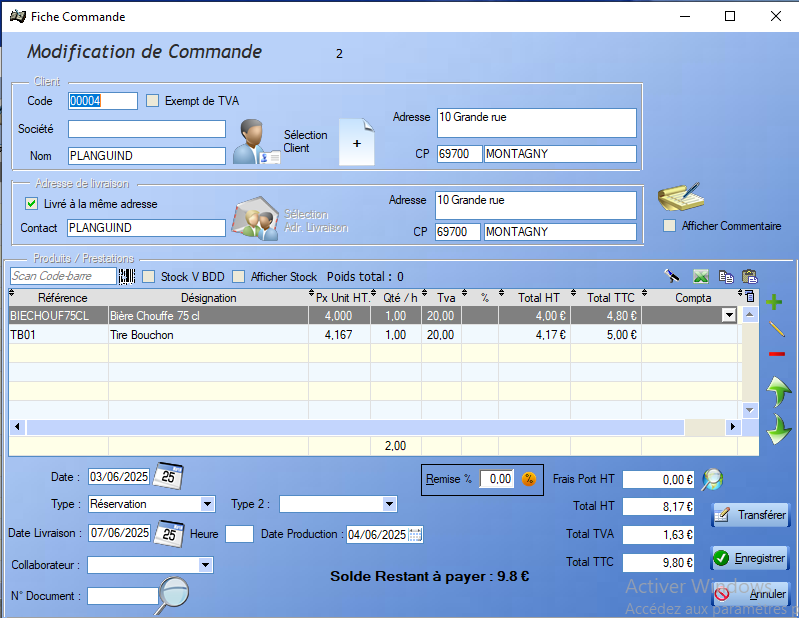 Fiche Commande
Modification de Commande 2
Client
Code 00004 Exempt de TVA
Société
Nom PLANGUIND
Sélection
Client
+
Adresse 10 Grande rue
CP 69700 MONTAGNY
Adresse de livraison
Livré à la même adresse
Contact PLANGUIND
Sélection
Adr. Livraison
Adresse 10 Grande rue
CP 69700 MONTAGNY
Afficher Commentaire
Produits / Prestations
Scan Code-barre Stock V BDD Afficher Stock Poids total : 0
Référence Désignation Px Unit HT. Qté / h Tva % Total HT Total TTC Compta
BIECHOUF75CL Bière Chouffe 75 cl 4,000 1,00 20,00 4,00 € 4,80 €
TB01 Tire Bouchon 4,167 1,00 20,00 4,17 € 5,00 €
2,00
Date : 03/06/2025 25
Remise % 0,00 %
Frais Port HT 0,00 €
Type : Réservation Type 2 :
Total HT 8,17 €
Transférer
Date Livraison : 07/06/2025 25 Heure Date Production : 04/06/2025
Total TVA 1,63 €
Collaborateur :
Total TTC 9,80 €
Enregistrer
Solde Restant à payer : 9.8 €
N° Document :
Annuler
Activer Windows
Accédez aux paramètres p